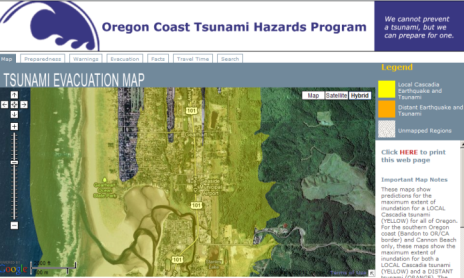 Oregon Coast Tsunami Hazards Program
We cannot prevent
a tsunami, but we
can prepare for one.
Map
Preparedness
Warnings
Evacuation
Facts
Travel Time
Search
TSUNAMI EVACUATION MAP
Map
Satellite
Hybrid
101
101
101
Legend
Local Cascadia
Earthquake and
Tsunami
Distant Earthquake and
Tsunami
Unmapped Regions
Click HERE to print
this web page
Important Map Notes
These maps show
predictions for the
maximum extent of
inundation for a LOCAL
Cascadia tsunami
(YELLOW) for all of Oregon.
For the southern Oregon
coast (Bandon to OR/CA
border) and Cannon Beach
only, these maps show the
maximum extent of
inundation for both a
LOCAL Cascadia tsunami
(YELLOW) and a DISTANT
tsunami (ORANGE). The